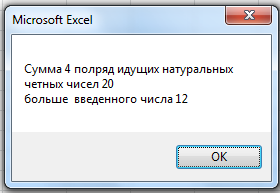 Microsoft Excel
Сумма 4 полряд идущих натуральных
четных чисел 20
больше введенного числа 12
OK